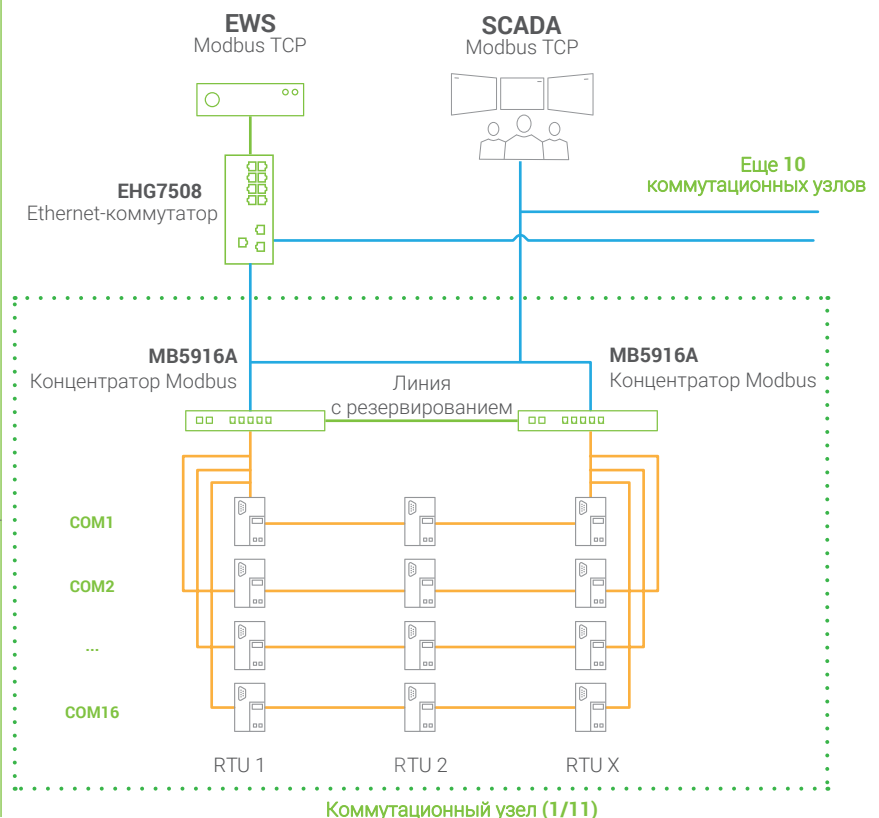 EWS
Modbus TCP
SCADA
Modbus TCP
Еще 10
коммутационных узлов
EHG7508
Ethernet-коммутатор
MB5916A
Концентратор Modbus
Линия
с резервированием
MB5916A
Концентратор Modbus
COM1
COM2
...
COM16
RTU 1
RTU 2
RTU X
Коммутационный узел (1/11)